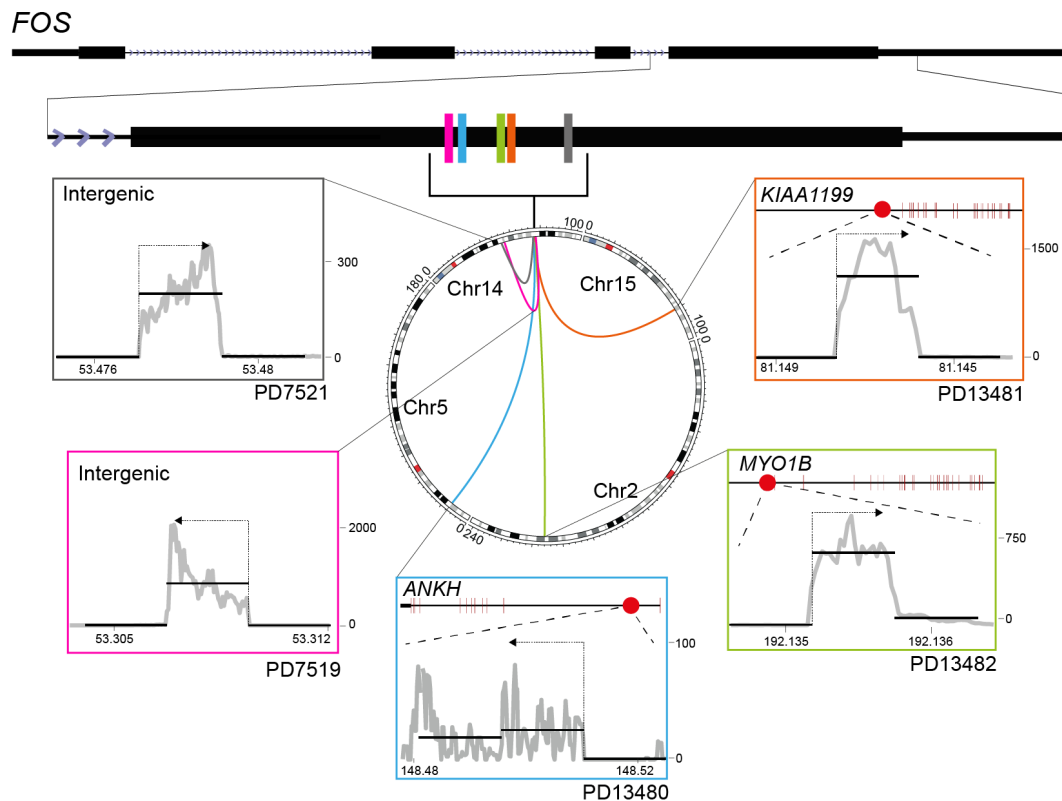 FOS
Intergenic
300
0
53.476
53.48
PD7521
KIAA1199
1500
0
81.149
81.145
PD13481
100 0
Chr14
Chr15
180 0
100 0
Chr5
Chr2
0 240
Intergenic
2000
0
53.305
53.312
PD7519
ANKH
100
0
148.48
148.52
PD13480
MYO1B
750
0
192.135
192.136
PD13482